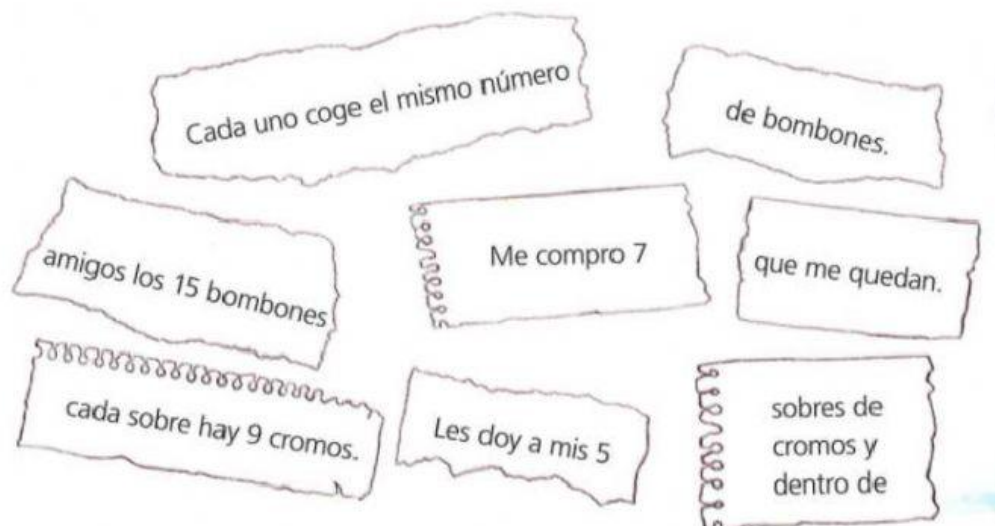 Cada uno coge el mismo número
de bombones.
amigos los 15 bombones
Me compro 7
que me quedan.
cada sobre hay 9 cromos.
Les doy a mis 5
sobres de
cromos y
dentro de